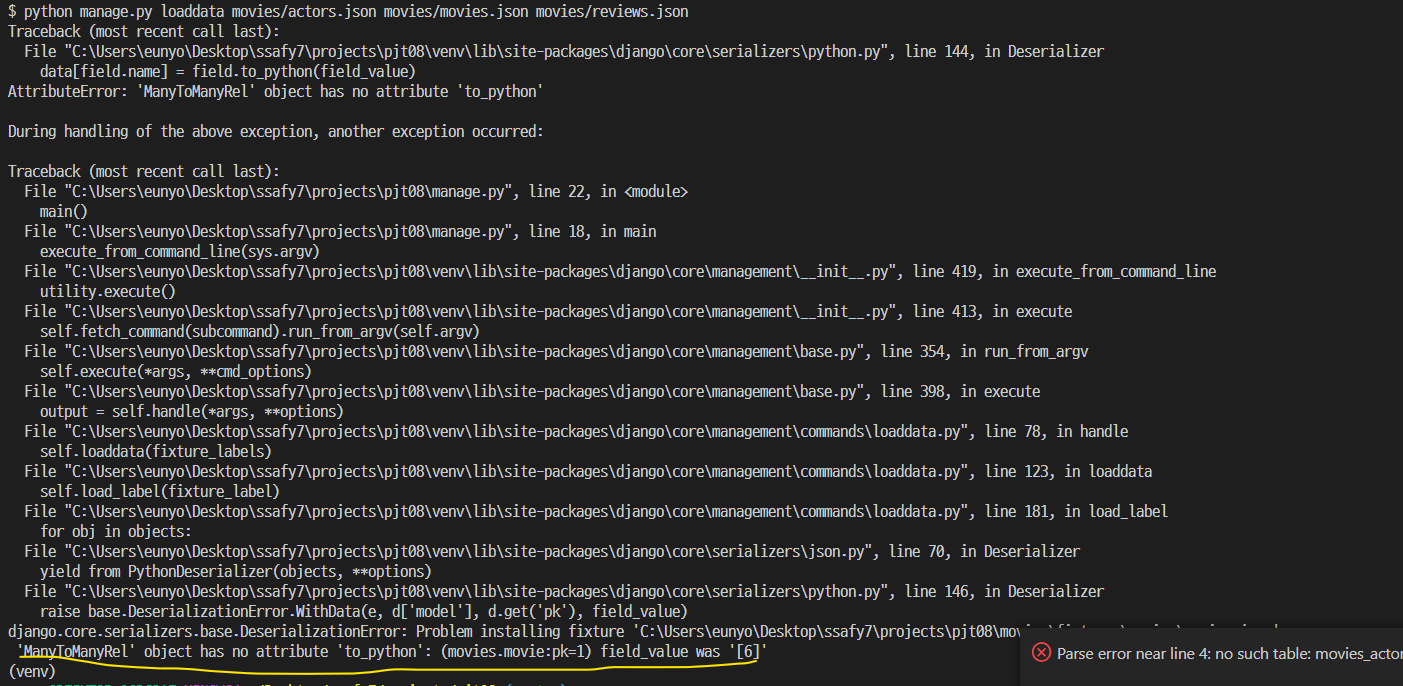 $ python manage.py loaddata movies/actors.json movies/movies.json movies/reviews.json
Traceback (most recent call last):
  File "C:\Users\eunyo\Desktop\ssafy7\projects\pjt08\venv\lib\site-packages\django\core\serializers\python.py", line 144, in Deserializer
    data[field.name] = field.to_python(field_value)
AttributeError: 'ManyToManyRel' object has no attribute 'to_python'

During handling of the above exception, another exception occurred:

Traceback (most recent call last):
  File "C:\Users\eunyo\Desktop\ssafy7\projects\pjt08\manage.py", line 22, in <module>
    main()
  File "C:\Users\eunyo\Desktop\ssafy7\projects\pjt08\manage.py", line 18, in main
    execute_from_command_line(sys.argv)
  File "C:\Users\eunyo\Desktop\ssafy7\projects\pjt08\venv\lib\site-packages\django\core\management\__init__.py", line 419, in execute_from_command_line
    utility.execute()
  File "C:\Users\eunyo\Desktop\ssafy7\projects\pjt08\venv\lib\site-packages\django\core\management\__init__.py", line 413, in execute
    self.fetch_command(subcommand).run_from_argv(self.argv)
  File "C:\Users\eunyo\Desktop\ssafy7\projects\pjt08\venv\lib\site-packages\django\core\management\base.py", line 354, in run_from_argv
    self.execute(*args, **cmd_options)
  File "C:\Users\eunyo\Desktop\ssafy7\projects\pjt08\venv\lib\site-packages\django\core\management\base.py", line 398, in execute
    output = self.handle(*args, **options)
  File "C:\Users\eunyo\Desktop\ssafy7\projects\pjt08\venv\lib\site-packages\django\core\management\commands\loaddata.py", line 78, in handle
    self.loaddata(fixture_labels)
  File "C:\Users\eunyo\Desktop\ssafy7\projects\pjt08\venv\lib\site-packages\django\core\management\commands\loaddata.py", line 123, in loaddata
    self.load_label(fixture_label)
  File "C:\Users\eunyo\Desktop\ssafy7\projects\pjt08\venv\lib\site-packages\django\core\management\commands\loaddata.py", line 181, in load_label
    for obj in objects:
  File "C:\Users\eunyo\Desktop\ssafy7\projects\pjt08\venv\lib\site-packages\django\core\serializers\json.py", line 70, in Deserializer
    yield from PythonDeserializer(objects, **options)
  File "C:\Users\eunyo\Desktop\ssafy7\projects\pjt08\venv\lib\site-packages\django\core\serializers\python.py", line 146, in Deserializer
    raise base.DeserializationError.WithData(e, d['model'], d.get('pk'), field_value)
django.core.serializers.base.DeserializationError: Problem installing fixture 'C:\Users\eunyo\Desktop\ssafy7\projects\pjt08\mov
 'ManyToManyRel' object has no attribute 'to_python': (movies.movie:pk=1) field_value was '[6]'
Parse error near line 4: no such table: movies_actor
(venv)